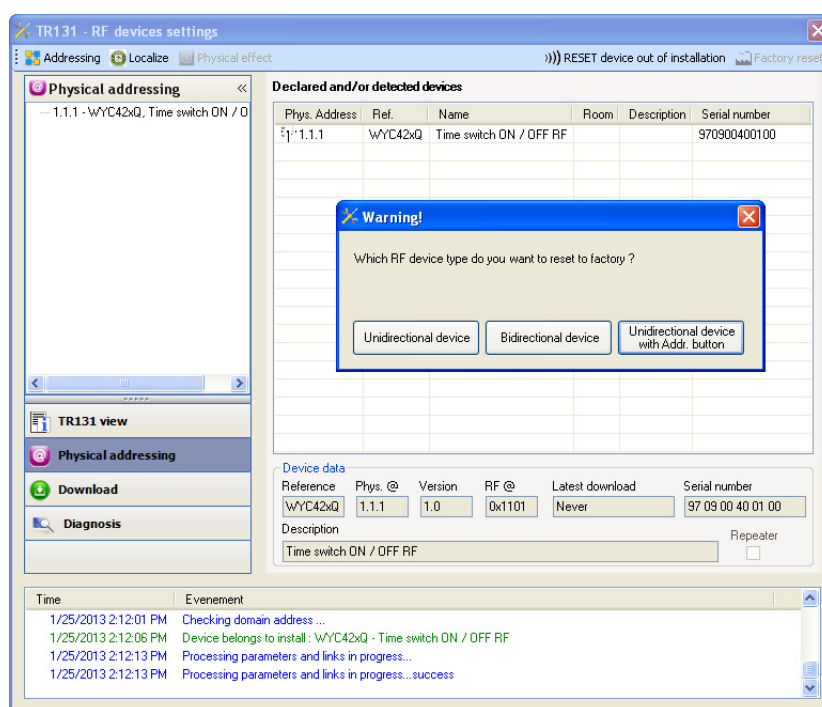 TR131 - RF devices settings
Addressing Localize Physical effect RESET device out of installation Factory reset
Physical addressing «
1.1.1 - WYC42xQ, Time switch ON / O
Declared and/or detected devices
Phys. Address Ref. Name Room Description Serial number
1.1.1 WYC42xQ Time switch ON / OFF RF 970900400100
Warning!
Which RF device type do you want to reset to factory ?
Unidirectional device Bidirectional device Unidirectional device
with Addr. button
TR131 view
Physical addressing
Download
Diagnosis
Device data
Reference Phys. @ Version RF @ Latest download Serial number
WYC42xQ 1.1.1 1.0 0x1101 Never 97 09 00 40 01 00
Description
Repeater
Time switch ON / OFF RF
Time Evenement
1/25/2013 2:12:01 PM Checking domain address ...
1/25/2013 2:12:06 PM Device belongs to install : WYC42xQ - Time switch ON / OFF RF
1/25/2013 2:12:13 PM Processing parameters and links in progress...
1/25/2013 2:12:13 PM Processing parameters and links in progress...success